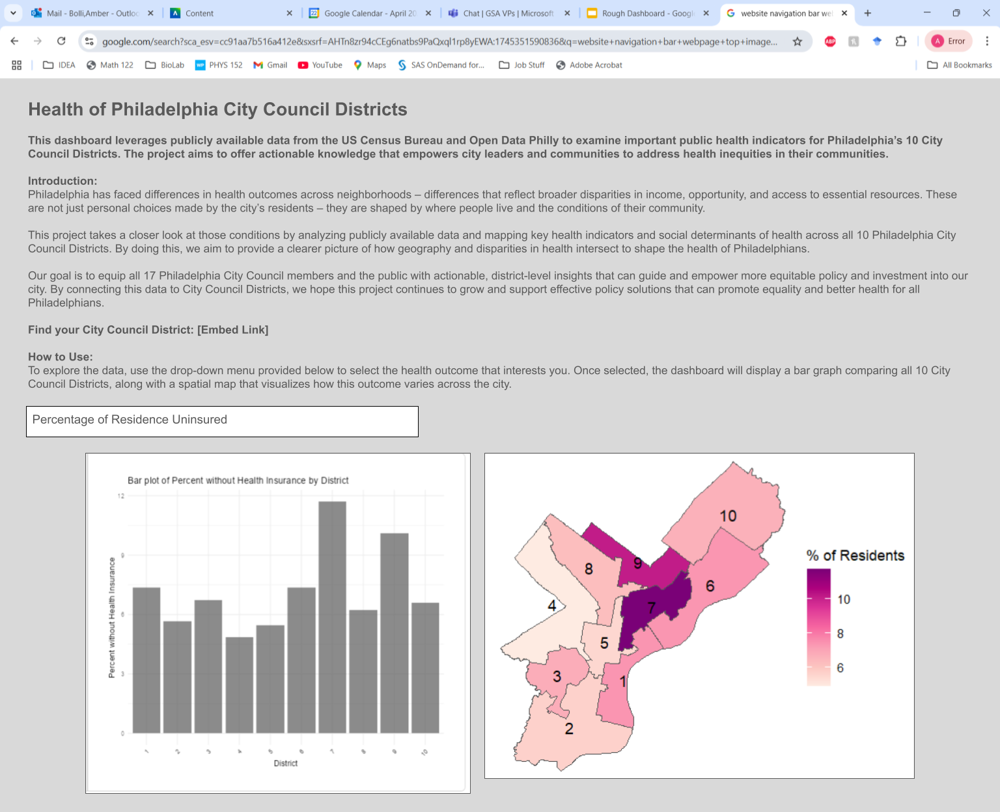 Mail - Bolli,Amber - Outloo
Content
22 Google Calendar - April 20
Chat | GSA VPs | Microsoft
Rough Dashboard - Googl
website navigation bar we
google.com/search?sca_esv=cc91aa7b516a412e&sxsrf=AHTn8zr94cCEg6natbs9PaQxqI1rp8yEWA:1745351590836&q=website+navigation+bar+webpage+top+image...
ABP
A Error
IDEA
Math 122
BioLab
WP PHYS 152
Gmail
YouTube
Maps
SAS OnDemand for...
Job Stuff
Adobe Acrobat
All Bookmarks
Health of Philadelphia City Council Districts
This dashboard leverages publicly available data from the US Census Bureau and Open Data Philly to examine important public health indicators for Philadelphia’s 10 City
Council Districts. The project aims to offer actionable knowledge that empowers city leaders and communities to address health inequities in their communities.
Introduction:
Philadelphia has faced differences in health outcomes across neighborhoods – differences that reflect broader disparities in income, opportunity, and access to essential resources. These
are not just personal choices made by the city’s residents – they are shaped by where people live and the conditions of their community.
This project takes a closer look at those conditions by analyzing publicly available data and mapping key health indicators and social determinants of health across all 10 Philadelphia City
Council Districts. By doing this, we aim to provide a clearer picture of how geography and disparities in health intersect to shape the health of Philadelphians.
Our goal is to equip all 17 Philadelphia City Council members and the public with actionable, district-level insights that can guide and empower more equitable policy and investment into our
city. By connecting this data to City Council Districts, we hope this project continues to grow and support effective policy solutions that can promote equality and better health for all
Philadelphians.
Find your City Council District: [Embed Link]
How to Use:
To explore the data, use the drop-down menu provided below to select the health outcome that interests you. Once selected, the dashboard will display a bar graph comparing all 10 City
Council Districts, along with a spatial map that visualizes how this outcome varies across the city.
Percentage of Residence Uninsured
Bar plot of Percent without Health Insurance by District
Percent without Health Insurance
12
9
6
3
0
1 2 3 4 5 6 7 8 9 10
District
10
9
8
6
7
4
5
3
1
2
% of Residents
10
8
6